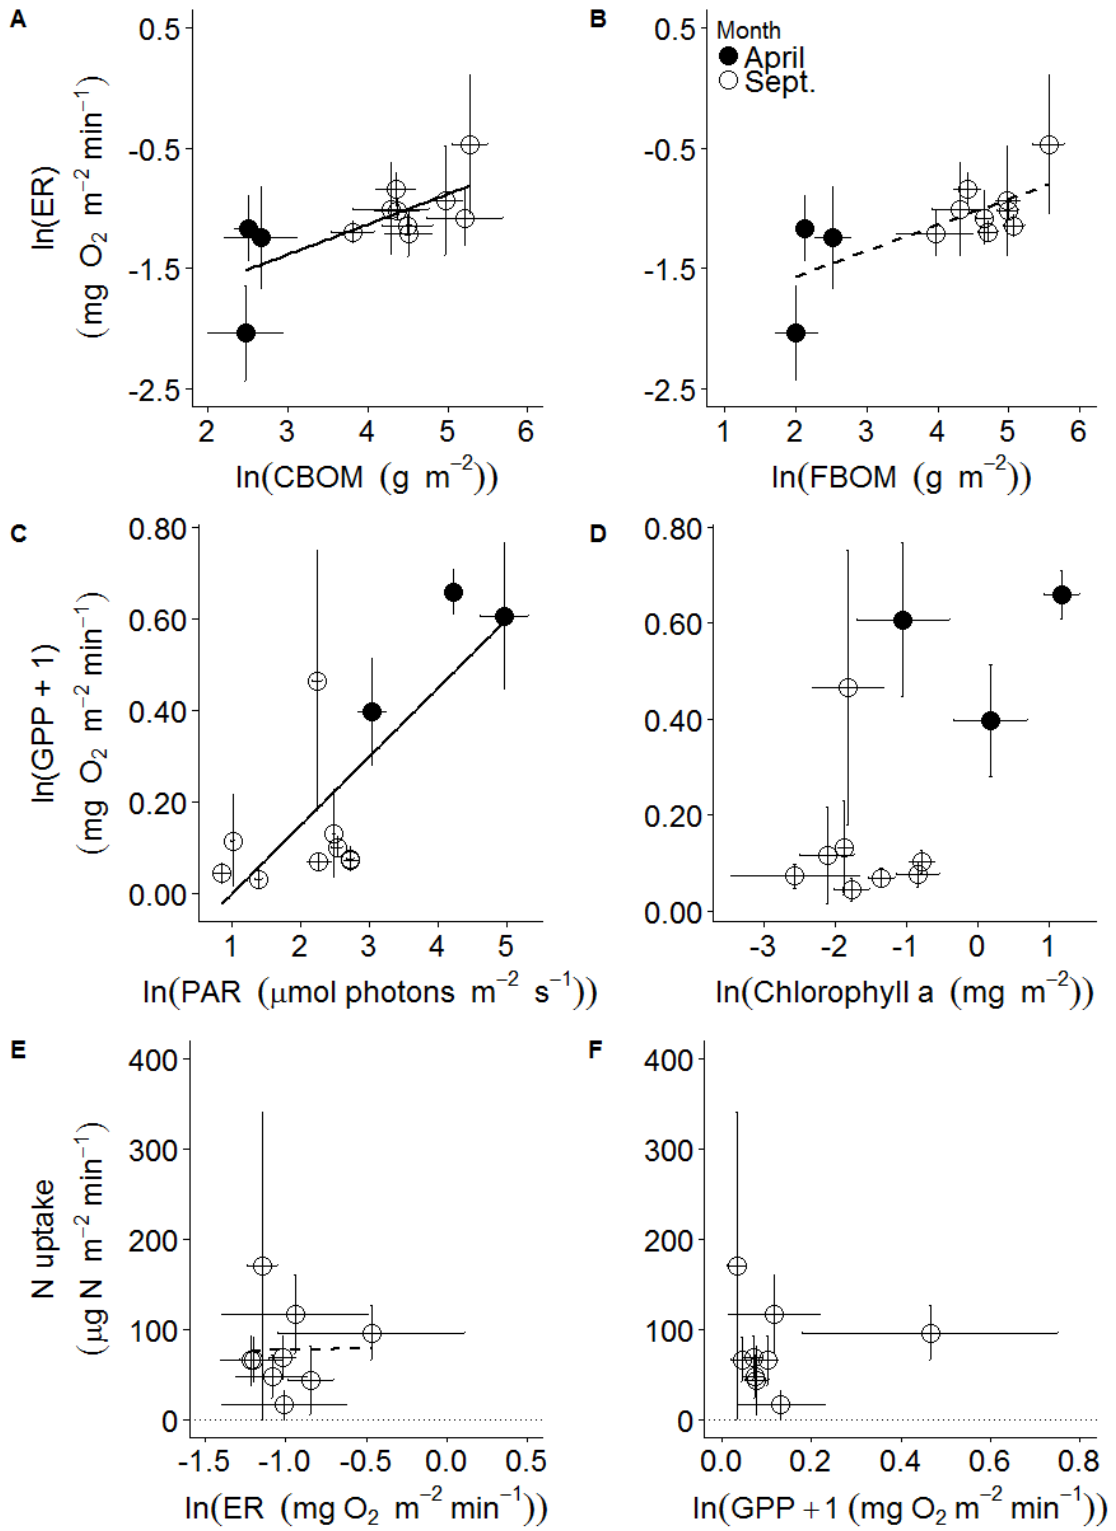 A
0.5
-0.5
-1.5
-2.5
ln(ER)
(mg O₂ m⁻² min⁻¹)
2 3 4 5 6
ln(CBOM (g m⁻²))
B
Month
April
Sept.
0.5
-0.5
-1.5
-2.5
1 2 3 4 5 6
ln(FBOM (g m⁻²))
C
0.80
0.60
0.40
0.20
0.00
ln(GPP + 1)
(mg O₂ m⁻² min⁻¹)
1 2 3 4 5
ln(PAR (μmol photons m⁻² s⁻¹))
D
0.80
0.60
0.40
0.20
0.00
-3 -2 -1 0 1
ln(Chlorophyll a (mg m⁻²))
E
400
300
200
100
0
N uptake
(μg N m⁻² min⁻¹)
-1.5 -1.0 -0.5 0.0 0.5
ln(ER (mg O₂ m⁻² min⁻¹))
F
400
300
200
100
0
0.0 0.2 0.4 0.6 0.8
ln(GPP + 1 (mg O₂ m⁻² min⁻¹))